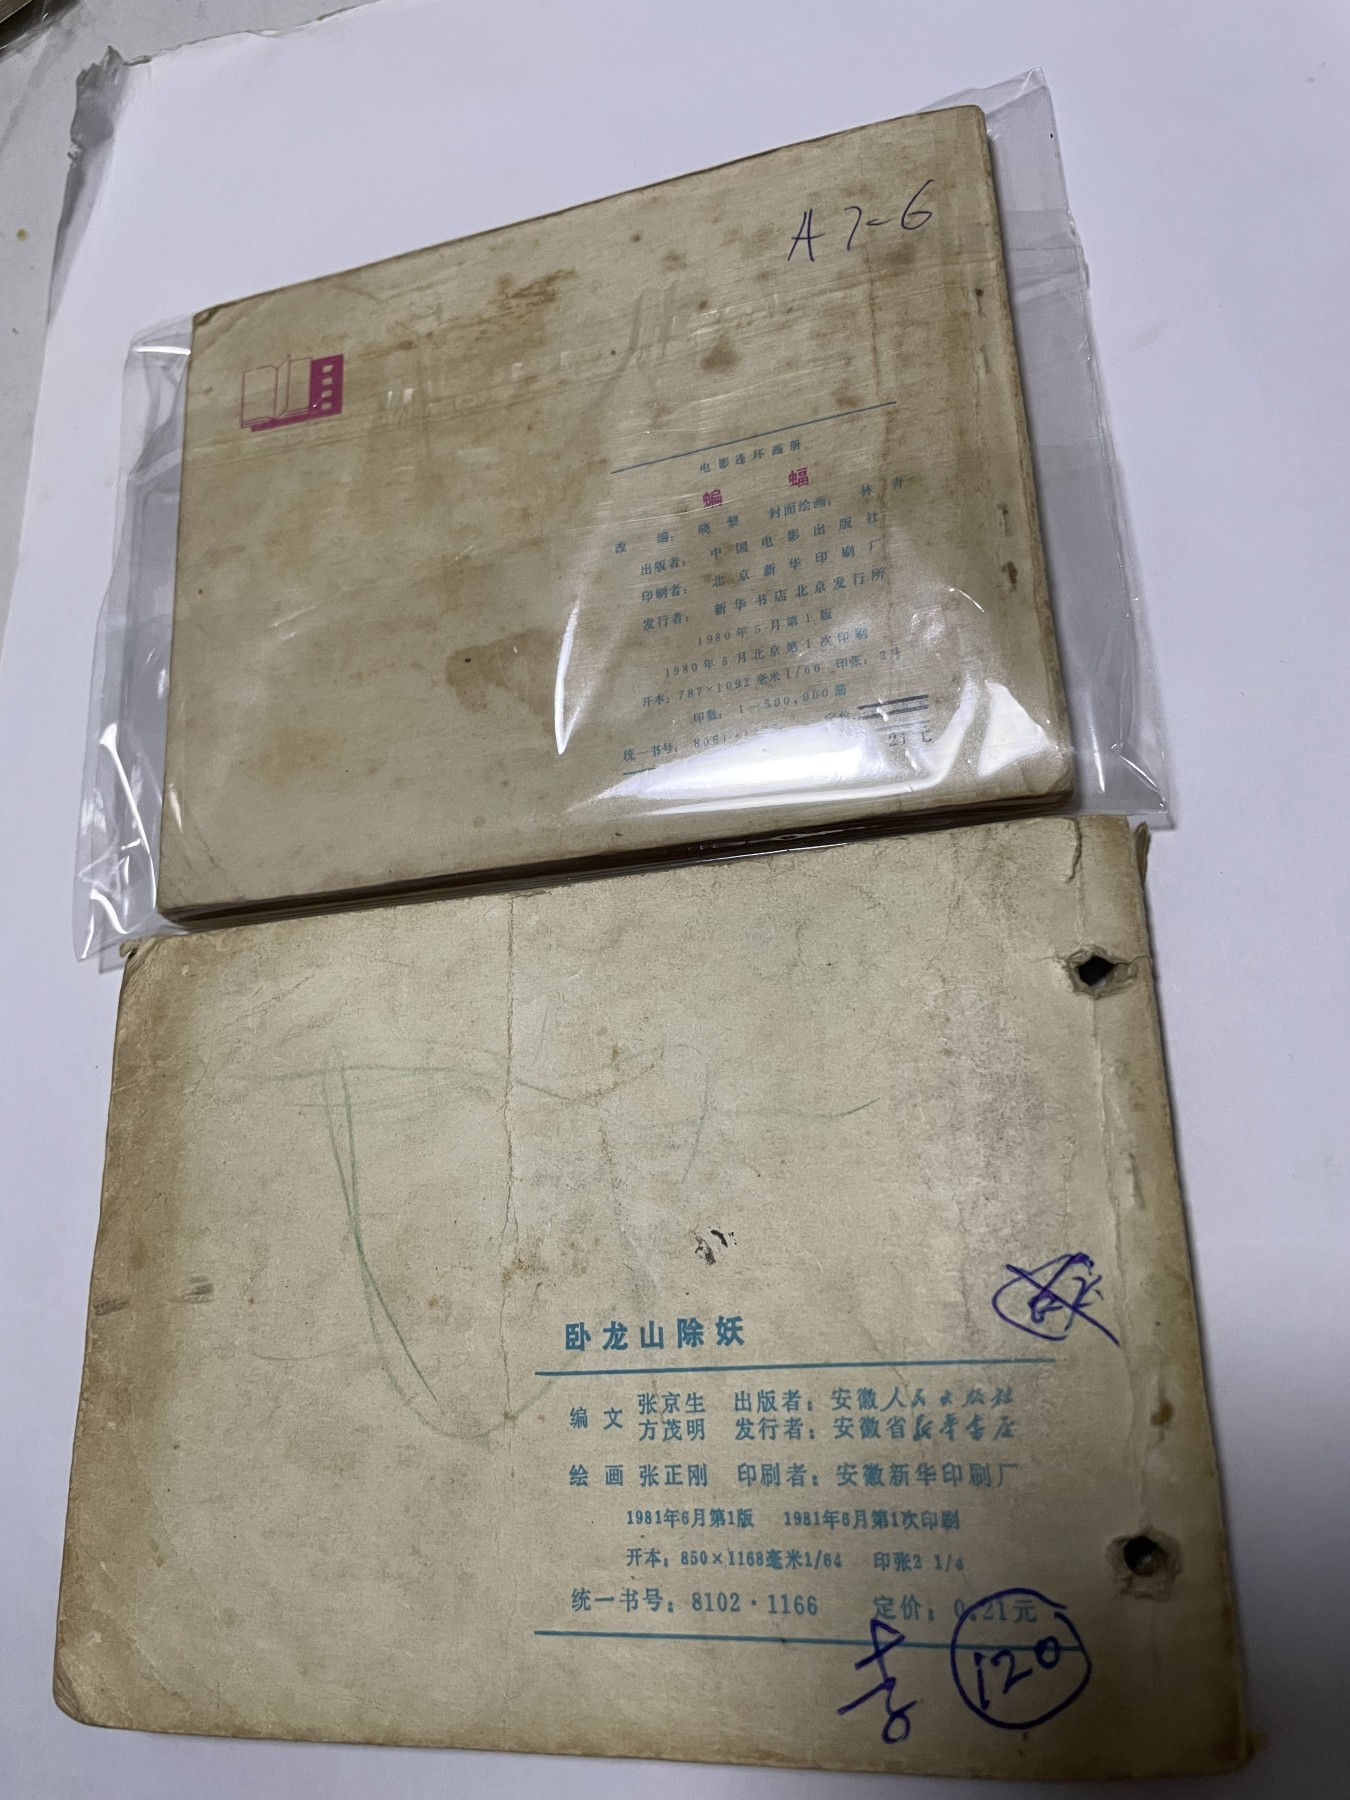 A7-6
电影连环画册
蝙 蝠
改 编： 晓 黎 封面绘画： 林 青
出版者： 中国电影出版社
印刷者： 北京新华印刷厂
发行者： 新华书店北京发行所
1980年5月第1版
1980年5月北京第1次印刷
开本：787×1092毫米1/60 印张：
印数：1—500,000册
统一书号： 8061·
元
卧龙山除妖
编文 张京生 出版者：安徽人民出版社
方茂明 发行者：安徽省新华书店
绘画 张正刚 印刷者：安徽新华印刷厂
1981年6月第1版 1981年6月第1次印刷
开本：850×1168毫米1/64 印张2 1/4
统一书号：8102·1166 定价：0.21元
120